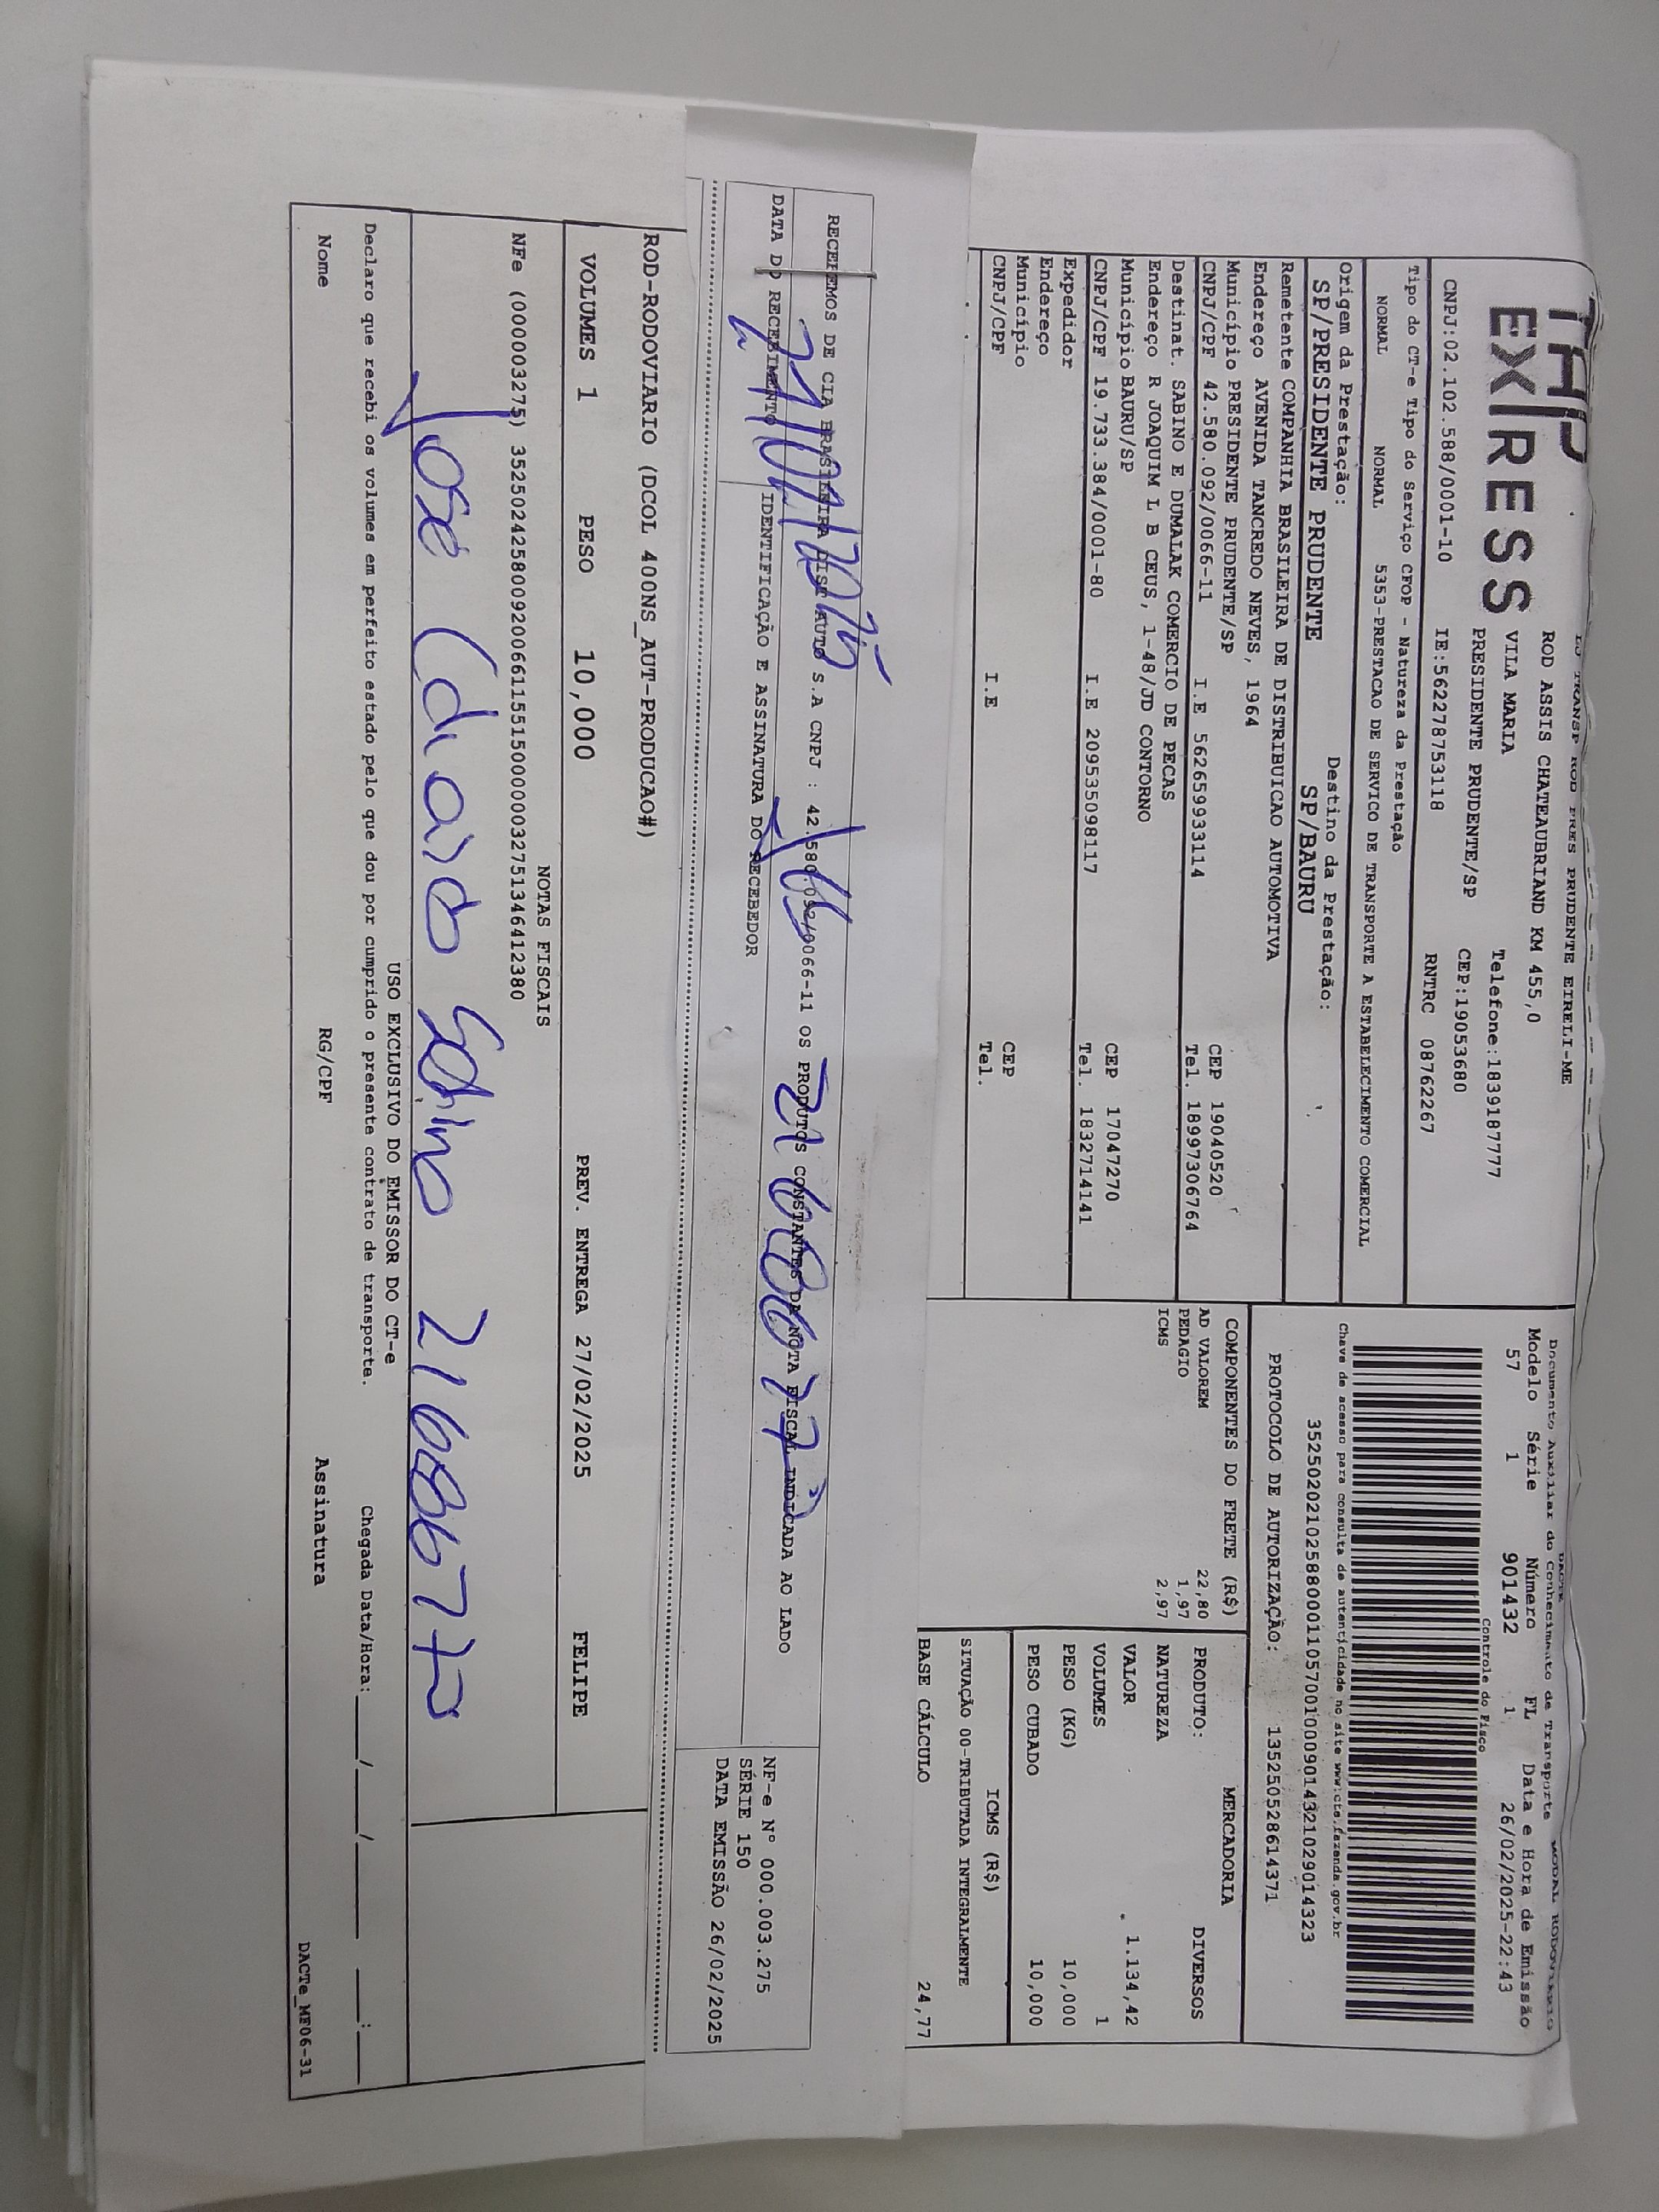 THP
EXPRESS
TRANSP ROD PRES PRUDENTE EIRELI-ME
ROD ASSIS CHATEAUBRIAND KM 455,0
VILA MARIA Telefone:1839187777
PRESIDENTE PRUDENTE/SP CEP:19053680
CNPJ:02.102.588/0001-10 IE:562278753118 RNTRC 08762267
DACTE
Documento Auxiliar do Conhecimento de Transporte MODAL RODOVIARIO
Modelo Série Número FL Data e Hora de Emissão
57 1 901432 1 26/02/2025-22:43
Controle do Fisco
Chave de acesso para consulta de autenticidade no site www.cte.fazenda.gov.br
35250202102588000110570010009014321029014323
PROTOCOLO DE AUTORIZAÇÃO: 135250528614371
Tipo do CT-e Tipo do Serviço CFOP - Natureza da Prestação
NORMAL NORMAL 5353-PRESTACAO DE SERVICO DE TRANSPORTE A ESTABELECIMENTO COMERCIAL
Origem da Prestação: Destino da Prestação:
SP/PRESIDENTE PRUDENTE SP/BAURU
Remetente COMPANHIA BRASILEIRA DE DISTRIBUICAO AUTOMOTIVA
Endereço AVENIDA TANCREDO NEVES, 1964
Município PRESIDENTE PRUDENTE/SP CEP 19040520
CNPJ/CPF 42.580.092/0066-11 I.E 562659933114 Tel. 18997306764
Destinat. SABINO E DUMALAK COMERCIO DE PECAS
Endereço R JOAQUIM L B CEUS, 1-48/JD CONTORNO
Município BAURU/SP CEP 17047270
CNPJ/CPF 19.733.384/0001-80 I.E 209535098117 Tel. 1832714141
Expedidor
Endereço
Município CEP
CNPJ/CPF I.E Tel.
COMPONENTES DO FRETE (R$)
AD VALOREM 22,80
PEDAGIO 1,97
ICMS 2,97
MERCADORIA
PRODUTO: DIVERSOS
NATUREZA
VALOR 1.134,42
VOLUMES 1
PESO (KG) 10,000
PESO CUBADO 10,000
ICMS (R$)
SITUAÇÃO 00-TRIBUTADA INTEGRALMENTE
BASE CÁLCULO 24,77
RECEBEMOS DE CIA BRASILEIRA DIST AUTO S.A CNPJ : 42.580.092/0066-11 OS PRODUTOS CONSTANTES DA NOTA FISCAL INDICADA AO LADO
DATA DO RECEBIMENTO IDENTIFICAÇÃO E ASSINATURA DO RECEBEDOR
NF-e N° 000.003.275
SÉRIE 150
DATA EMISSÃO 26/02/2025
ROD-RODOVIARIO (DCOL 400NS_AUT-PRODUCAO#)
VOLUMES 1 PESO 10,000 PREV. ENTREGA 27/02/2025 FELIPE
NOTAS FISCAIS
NFe (000003275) 35250242580092006611551500000032751346412380
USO EXCLUSIVO DO EMISSOR DO CT-e
Declaro que recebi os volumes em perfeito estado pelo que dou por cumprido o presente contrato de transporte. Chegada Data/Hora:____/____/____ __:__
Nome RG/CPF Assinatura
DACTe_MF06-31